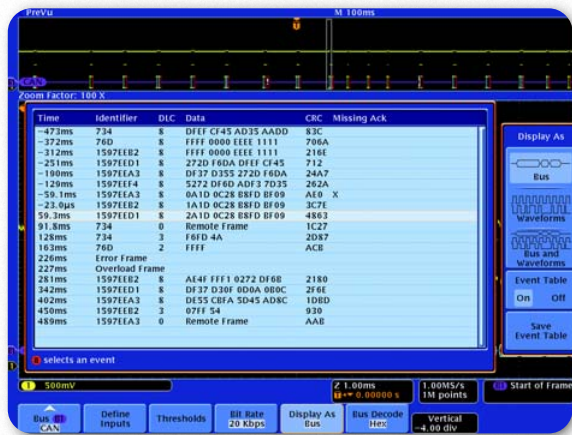 PreVu M 100ms
CAN
Zoom Factor: 100 X
Time Identifier DLC Data CRC Missing Ack
-473ms 734 8 DFEF CF45 AD35 AADD 83C
-372ms 76D 8 FFFF 0000 EEEE 1111 706A
-312ms 1597EEB2 8 FFFF 0000 EEEE 1111 216E
-251ms 1597EED1 8 272D F6DA DFEF CF45 712
-190ms 1597EEA3 8 DF37 D355 272D F6DA 24A7
-129ms 1597EEF4 8 5272 DF6D ADF3 7D35 262A
-59.1ms 1597EEA3 8 0A1D 0C28 B8FD BF09 AE0 X
-23.0µs 1597EEB2 8 1A1D 0C28 B8FD BF09 3C7E
59.3ms 1597EED1 8 2A1D 0C28 B8FD BF09 4863
91.8ms 734 0 Remote Frame 1C27
128ms 734 3 F6FD 4A 2D87
163ms 76D 2 FFFF ACB
226ms Error Frame
227ms Overload Frame
281ms 1597EEB2 8 AE4F FFF1 0272 DF6B 2180
342ms 1597EED1 8 DF37 D30F 0D0A 0B0C 2F6E
402ms 1597EEA3 8 DE55 CBFA 5D45 AD8C 1DBD
450ms 1597EEB2 3 07FF 54 930
489ms 1597EEA3 0 Remote Frame AAB
a selects an event
Display As
Bus
Waveforms
Bus and
Waveforms
Event Table
On Off
Save
Event Table
1 500mV
Z 1.00ms
0.00000 s
1.00MS/s
1M points
B1 Start of Frame
Bus B1
CAN
Define
Inputs
Thresholds
Bit Rate
20 Kbps
Display As
Bus
Bus Decode
Hex
Vertical
-4.00 div